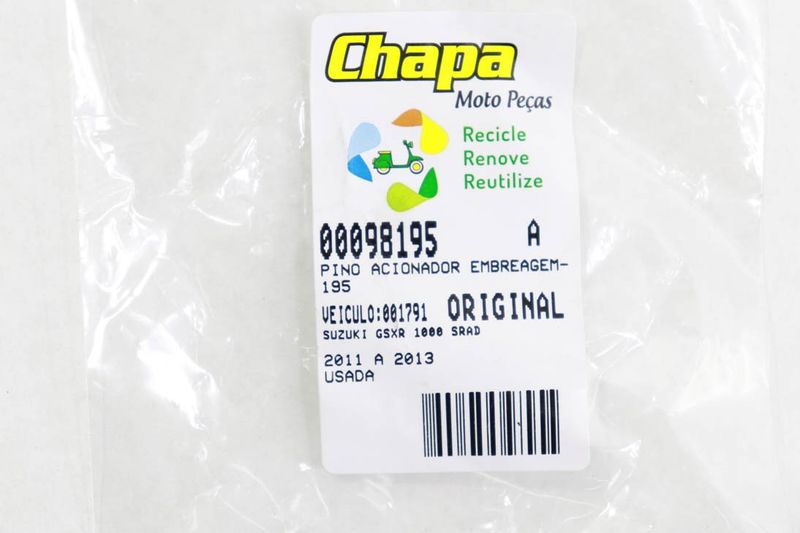 Chapa
Moto Peças
Recicle
Renove
Reutilize
00098195 A
PINO ACIONADOR EMBREAGEM-
195
VEICULO:001791 ORIGINAL
SUZUKI GSXR 1000 SRAD
2011 A 2013
USADA